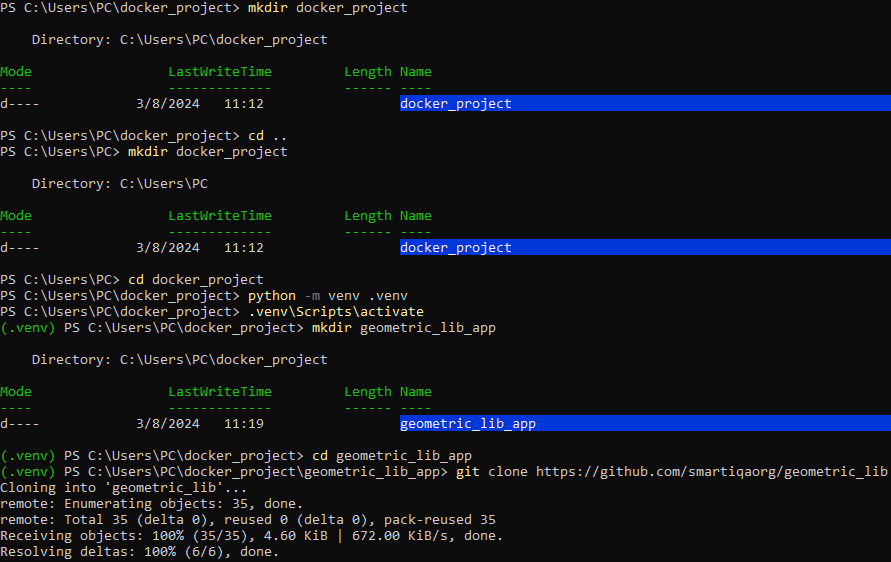 PS C:\Users\PC\docker_project> mkdir docker_project
Directory: C:\Users\PC\docker_project
Mode                 LastWriteTime         Length Name
----                 -------------         ------ ----
d----            3/8/2024   11:12                docker_project
PS C:\Users\PC\docker_project> cd ..
PS C:\Users\PC> mkdir docker_project
Directory: C:\Users\PC
Mode                 LastWriteTime         Length Name
----                 -------------         ------ ----
d----            3/8/2024   11:12                docker_project
PS C:\Users\PC> cd docker_project
PS C:\Users\PC\docker_project> python -m venv .venv
PS C:\Users\PC\docker_project> .venv\Scripts\activate
(.venv) PS C:\Users\PC\docker_project> mkdir geometric_lib_app
Directory: C:\Users\PC\docker_project
Mode                 LastWriteTime         Length Name
----                 -------------         ------ ----
d----            3/8/2024   11:19                geometric_lib_app
(.venv) PS C:\Users\PC\docker_project> cd geometric_lib_app
(.venv) PS C:\Users\PC\docker_project\geometric_lib_app> git clone https://github.com/smartiqaorg/geometric_lib
Cloning into 'geometric_lib'...
remote: Enumerating objects: 35, done.
remote: Total 35 (delta 0), reused 0 (delta 0), pack-reused 35
Receiving objects: 100% (35/35), 4.60 KiB | 672.00 KiB/s, done.
Resolving deltas: 100% (6/6), done.